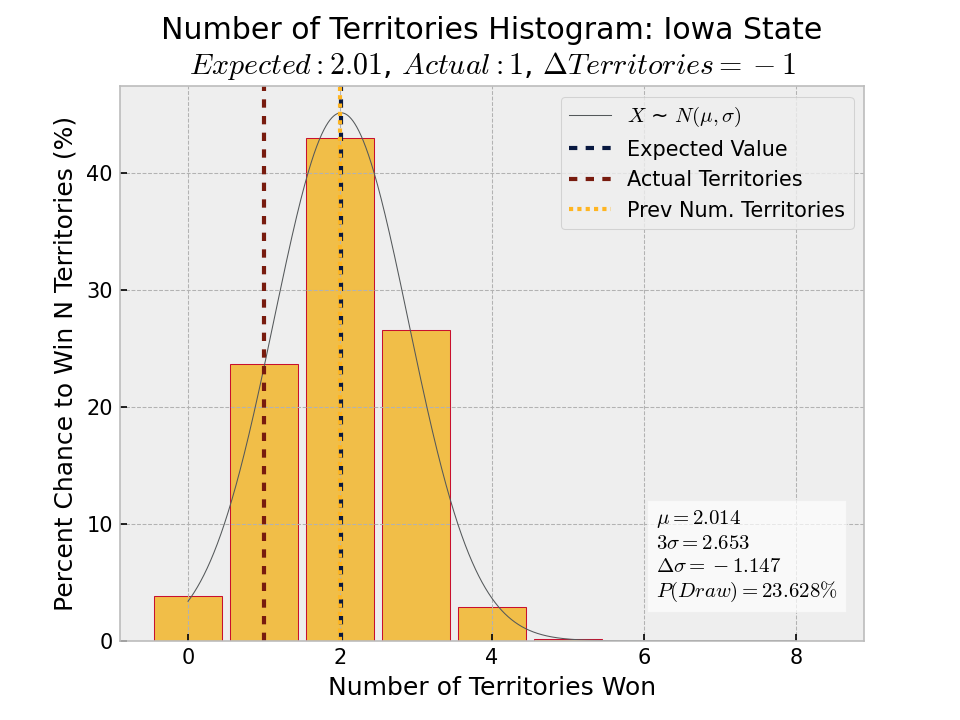 Number of Territories Histogram: Iowa State
Expected : 2.01, Actual : 1, ΔTerritories = − 1
Percent Chance to Win N Territories (%)
40
30
20
10
0
X ~ N(μ, σ)
Expected Value
Actual Territories
Prev Num. Territories
μ = 2.014
3σ = 2.653
Δσ = − 1.147
P(Draw) = 23.628%
0 2 4 6 8
Number of Territories Won